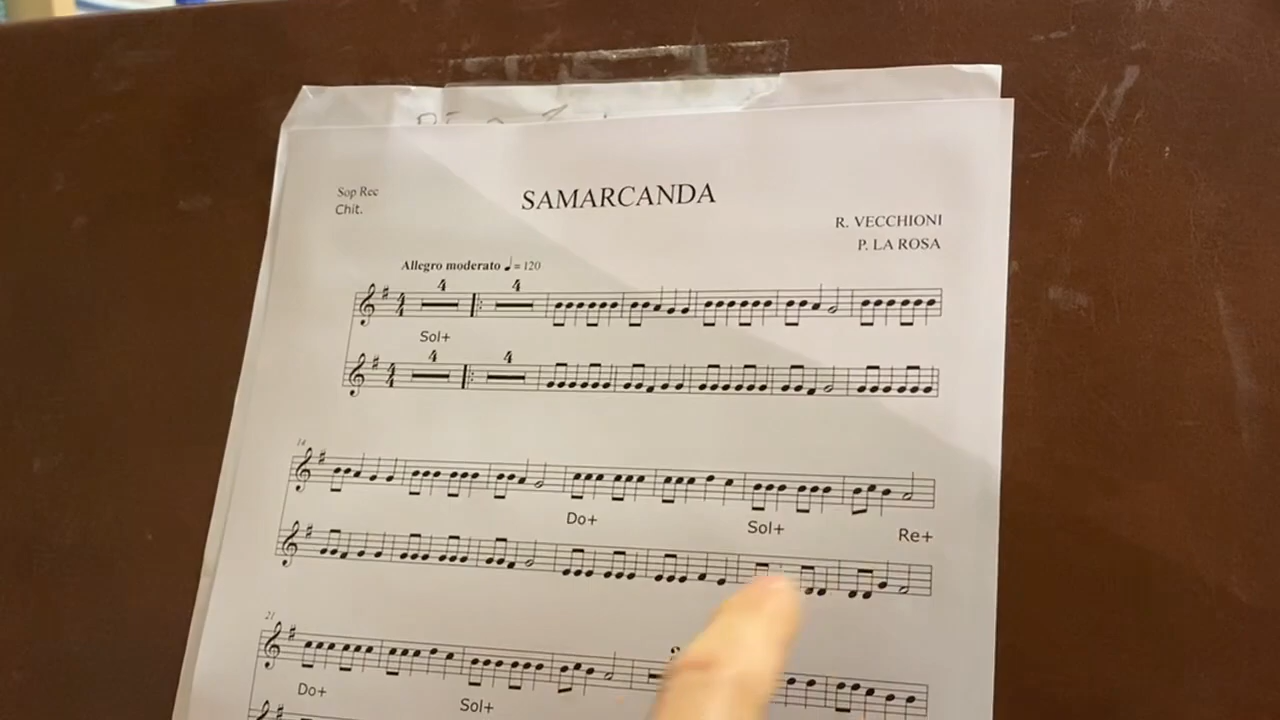 Sop Rec
Chit.
SAMARCANDA
R. VECCHIONI
P. LA ROSA
Allegro moderato ♩= 120
4 4
Sol+
4 4
14
Do+ Sol+ Re+
21
Do+ Sol+